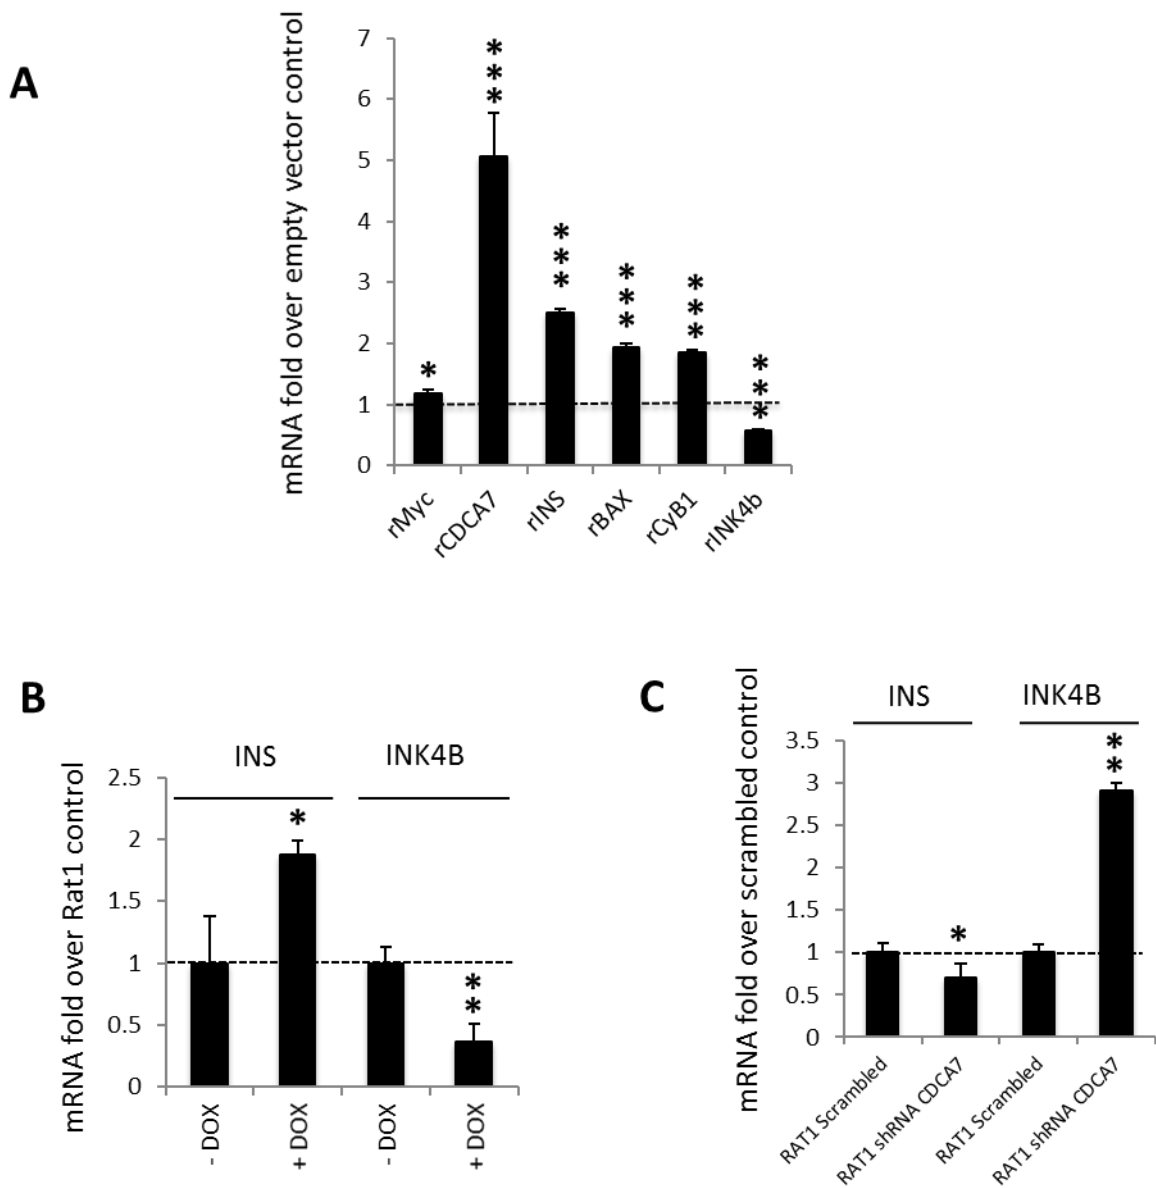 A
mRNA fold over empty vector control
7
6
5
4
3
2
1
0
***
***
***
***
***
*
rMyc
rCDCA7
rINS
rBAX
rCyB1
rINK4b
B
mRNA fold over Rat1 control
INS
INK4B
2.5
2
1.5
1
0.5
0
*
**
- DOX
+ DOX
- DOX
+ DOX
C
mRNA fold over scrambled control
INS
INK4B
3.5
3
2.5
2
1.5
1
0.5
0
**
*
RAT1 Scrambled
RAT1 shRNA CDCA7
RAT1 Scrambled
RAT1 shRNA CDCA7